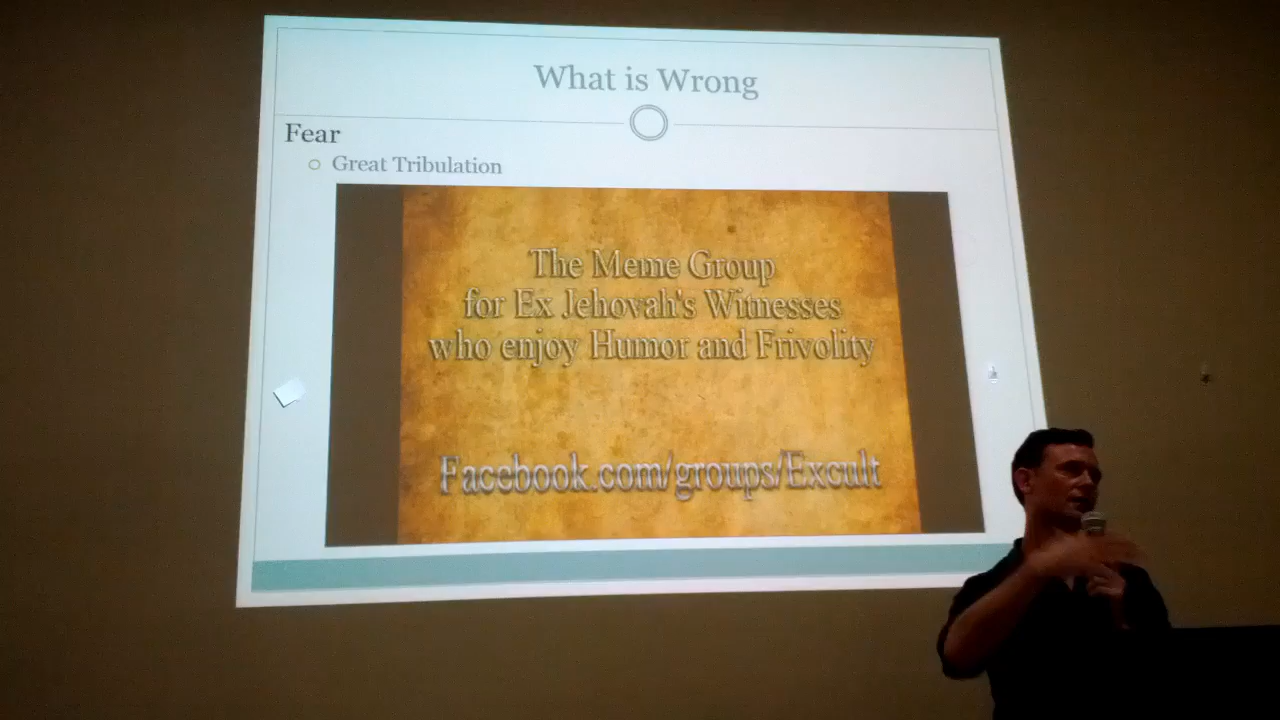 What is Wrong
Fear
Great Tribulation
The Meme Group
for Ex Jehovah's Witnesses
who enjoy Humor and Frivolity
Facebook.com/groups/Excult